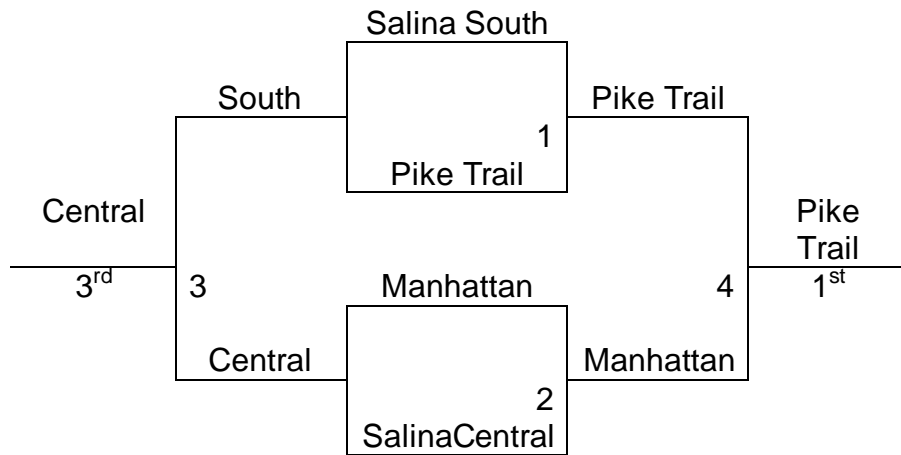 Salina South
South
Pike Trail
1
Pike Trail
Central
Pike
Trail
3rd
3
Manhattan
4
1st
Central
Manhattan
2
SalinaCentral